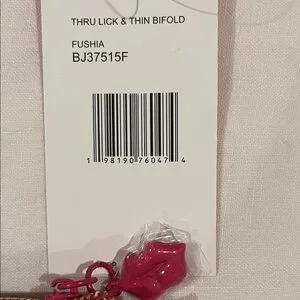 THRU LICK & THIN BIFOLD
FUSHIA
BJ37515F
1 98190 76047 4